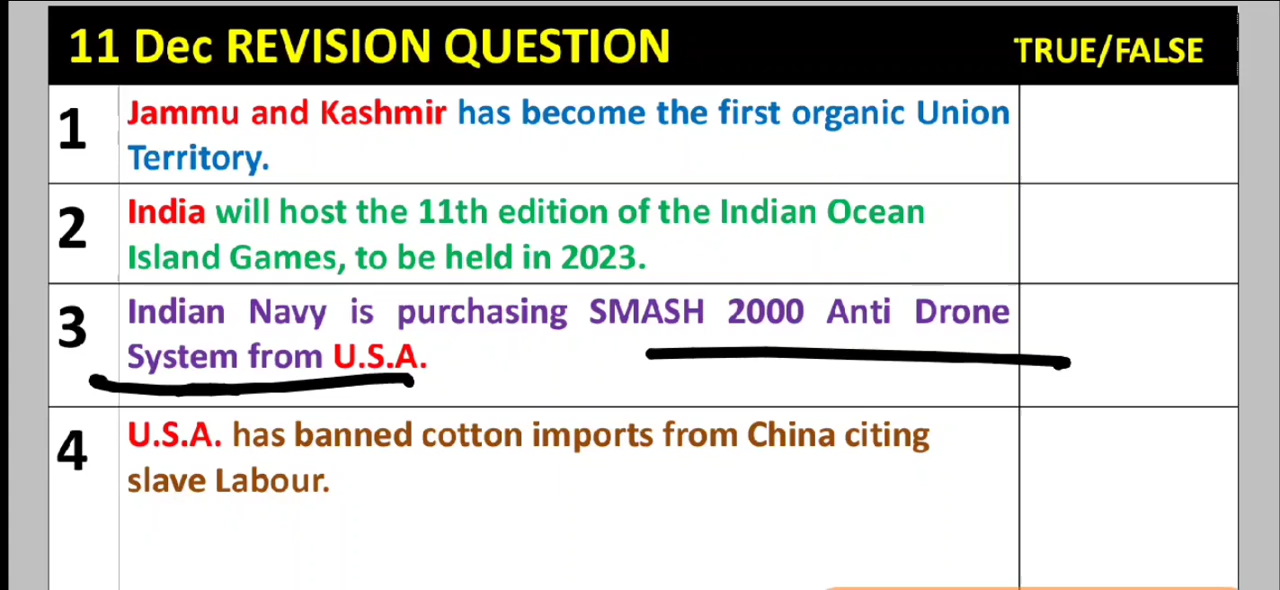 11 Dec REVISION QUESTION TRUE/FALSE
1 Jammu and Kashmir has become the first organic Union
Territory.
2 India will host the 11th edition of the Indian Ocean
Island Games, to be held in 2023.
3 Indian Navy is purchasing SMASH 2000 Anti Drone
System from U.S.A.
4 U.S.A. has banned cotton imports from China citing
slave Labour.